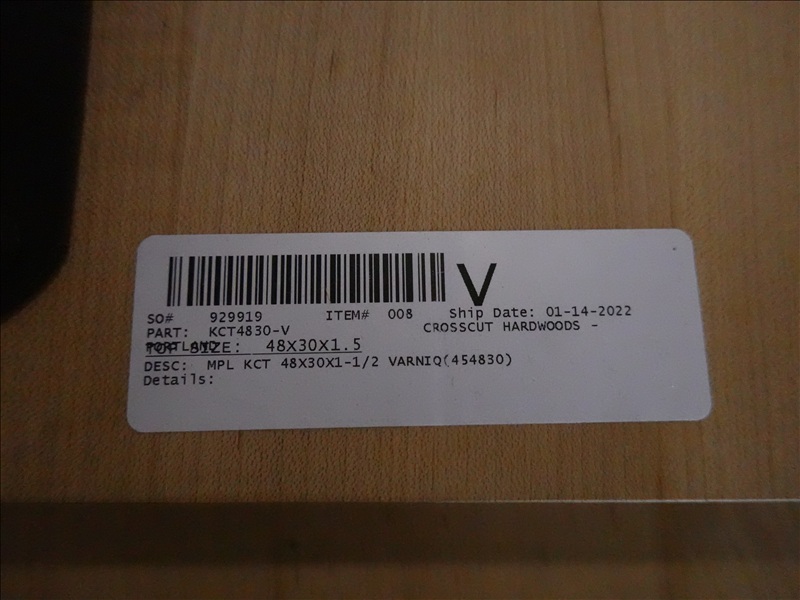 V
SO# 929919 ITEM# 008 Ship Date: 01-14-2022
PART: KCT4830-V CROSSCUT HARDWOODS -
PORTLAND
TOP SIZE: 48X30X1.5
DESC: MPL KCT 48X30X1-1/2 VARNIQ(454830)
Details: